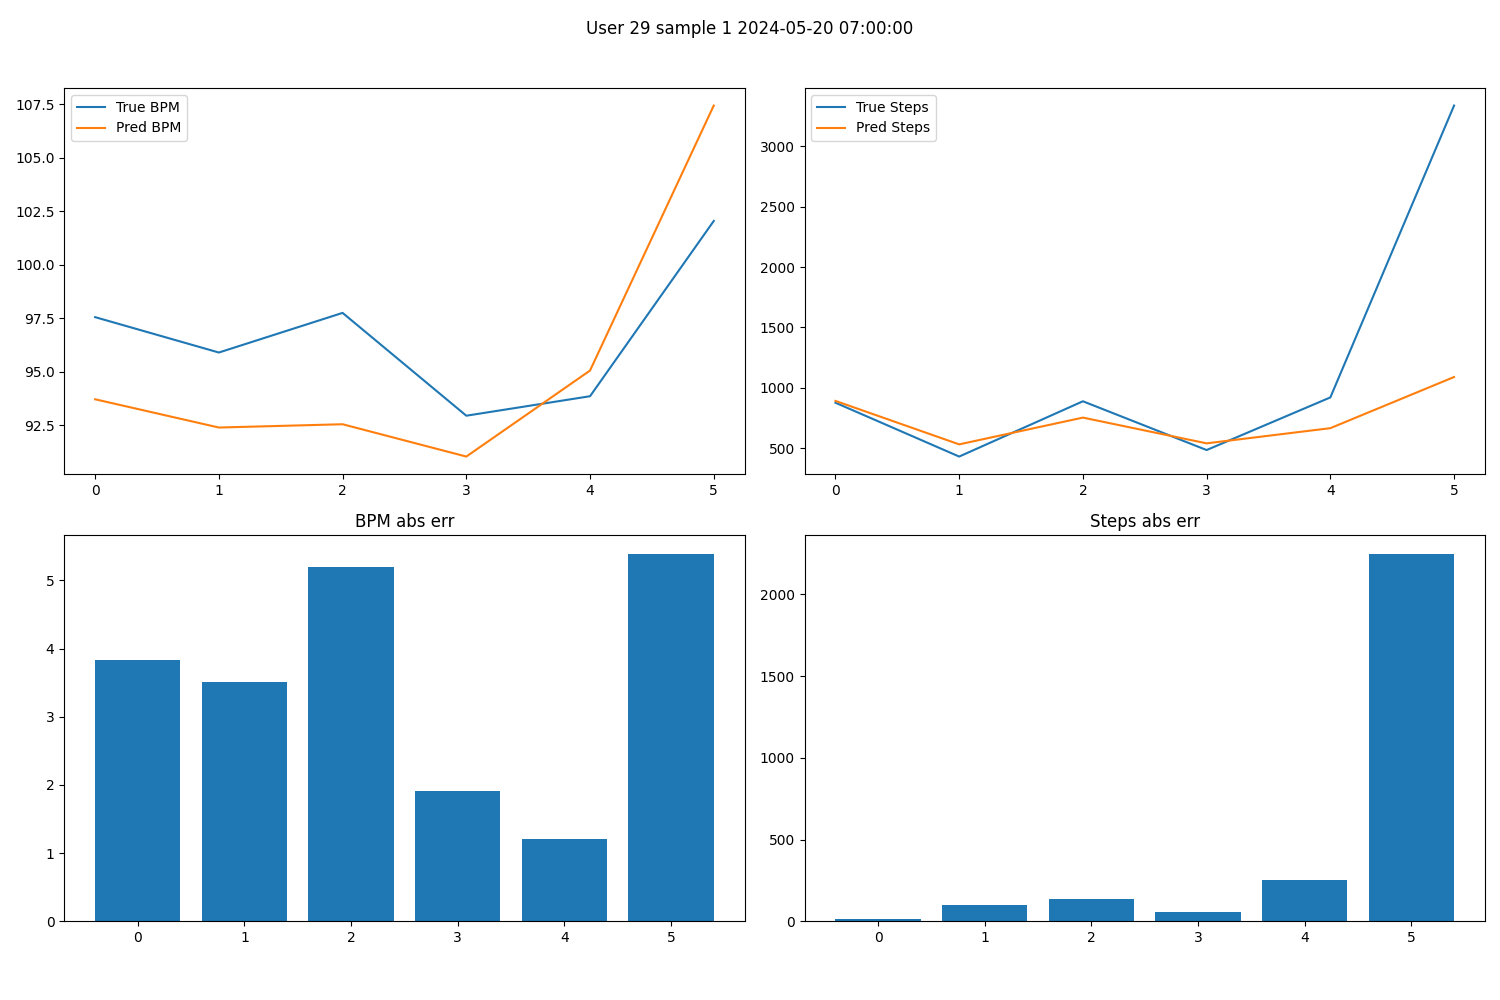 User 29 sample 1 2024-05-20 07:00:00
True BPM
Pred BPM
107.5
105.0
102.5
100.0
97.5
95.0
92.5
0 1 2 3 4 5
True Steps
Pred Steps
3000
2500
2000
1500
1000
500
0 1 2 3 4 5
BPM abs err
5
4
3
2
1
0
0 1 2 3 4 5
Steps abs err
2000
1500
1000
500
0
0 1 2 3 4 5